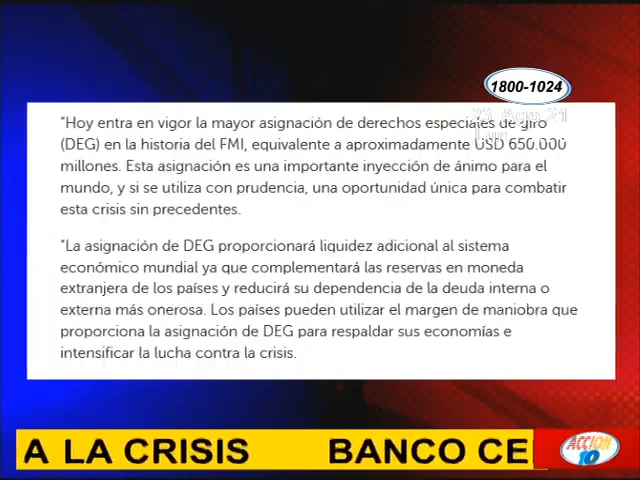 1800-1024
23 Ago 21
"Hoy entra en vigor la mayor asignación de derechos especiales de giro
(DEG) en la historia del FMI, equivalente a aproximadamente USD 650.000
millones. Esta asignación es una importante inyección de ánimo para el
mundo, y si se utiliza con prudencia, una oportunidad única para combatir
esta crisis sin precedentes.
"La asignación de DEG proporcionará liquidez adicional al sistema
económico mundial ya que complementará las reservas en moneda
extranjera de los países y reducirá su dependencia de la deuda interna o
externa más onerosa. Los países pueden utilizar el margen de maniobra que
proporciona la asignación de DEG para respaldar sus economías e
intensificar la lucha contra la crisis.
A LA CRISIS BANCO CE
ACCION
10